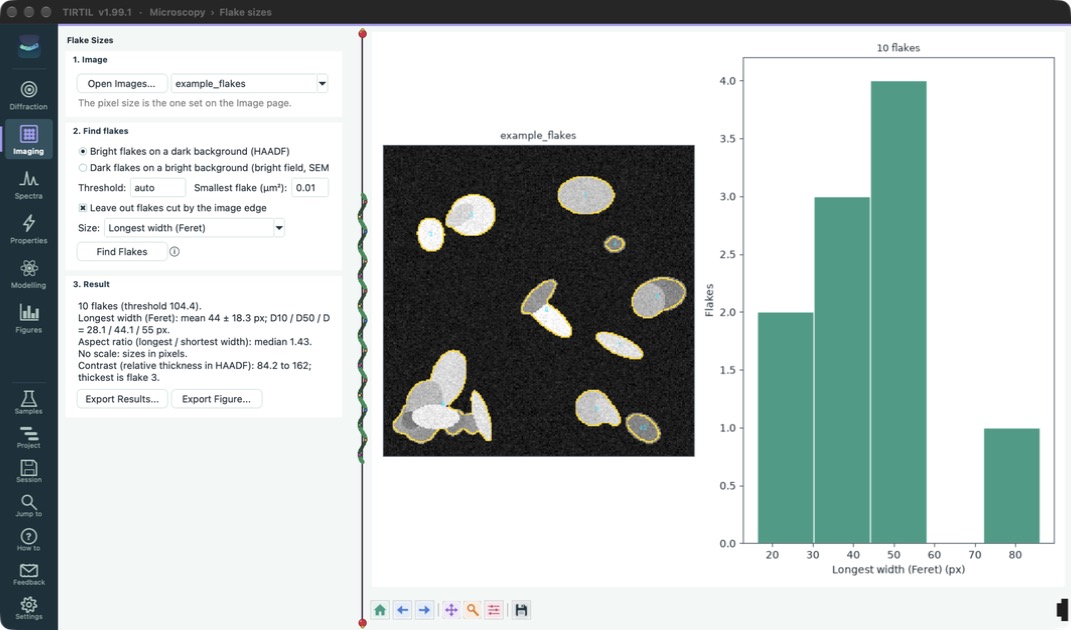 TIRTIL v1.99.1 - Microscopy › Flake sizes
Diffraction
Imaging
Spectra
Properties
Modelling
Figures
Samples
Project
Session
Jump to
How to
Feedback
Settings
Flake Sizes
1. Image
Open Images... example_flakes
The pixel size is the one set on the Image page.
2. Find flakes
Bright flakes on a dark background (HAADF)
Dark flakes on a bright background (bright field, SEM
Threshold: auto Smallest flake (µm²): 0.01
Leave out flakes cut by the image edge
Size: Longest width (Feret)
Find Flakes
3. Result
10 flakes (threshold 104.4).
Longest width (Feret): mean 44 ± 18.3 px; D10 / D50 / D
= 28.1 / 44.1 / 55 px.
Aspect ratio (longest / shortest width): median 1.43.
No scale: sizes in pixels.
Contrast (relative thickness in HAADF): 84.2 to 162;
thickest is flake 3.
Export Results... Export Figure...
example_flakes
10 flakes
Flakes
4.0
3.5
3.0
2.5
2.0
1.5
1.0
0.5
0.0
20 30 40 50 60 70 80
Longest width (Feret) (px)